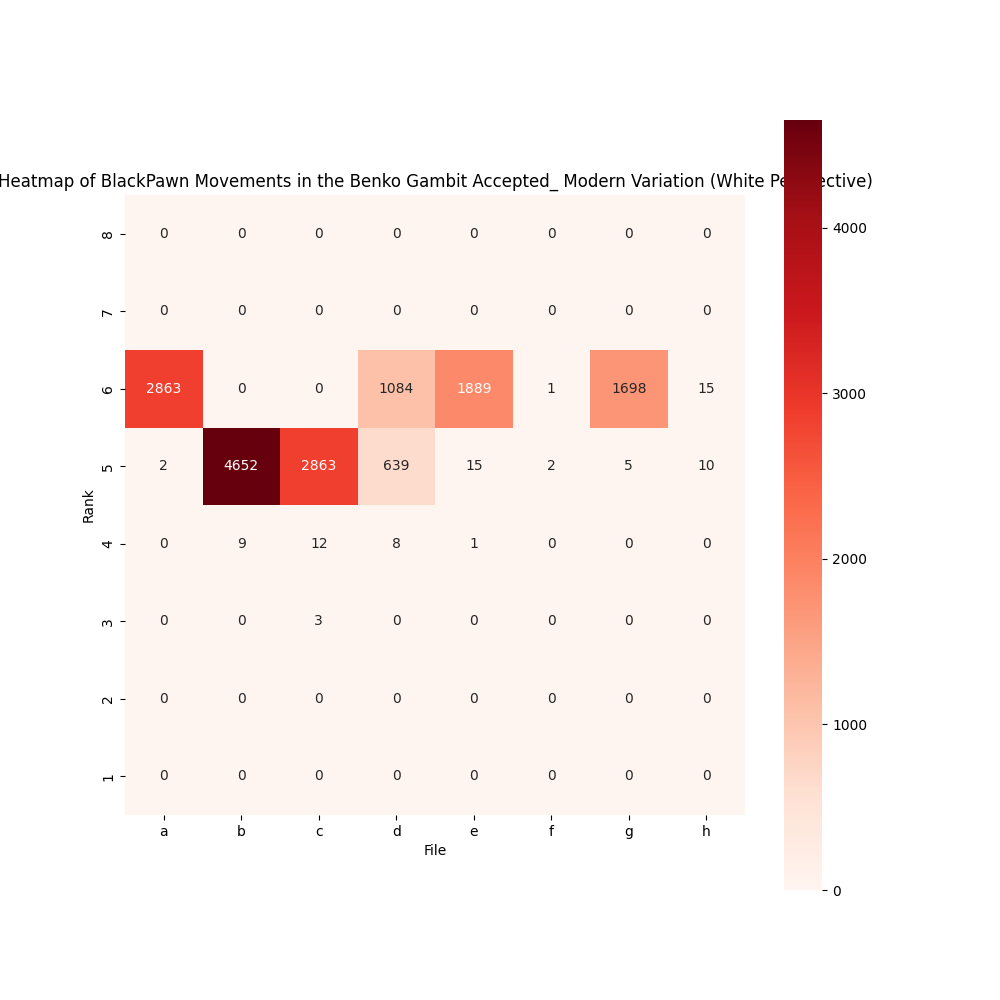 Heatmap of BlackPawn Movements in the Benko Gambit Accepted_ Modern Variation (White Pe ective)
8 0 0 0 0 0 0 0 0
7 0 0 0 0 0 0 0 0
6 2863 0 0 1084 1889 1 1698 15
5 2 4652 2863 639 15 2 5 10
4 0 9 12 8 1 0 0 0
3 0 0 3 0 0 0 0 0
2 0 0 0 0 0 0 0 0
1 0 0 0 0 0 0 0 0
Rank
a b c d e f g h
File
4000
3000
2000
1000
0